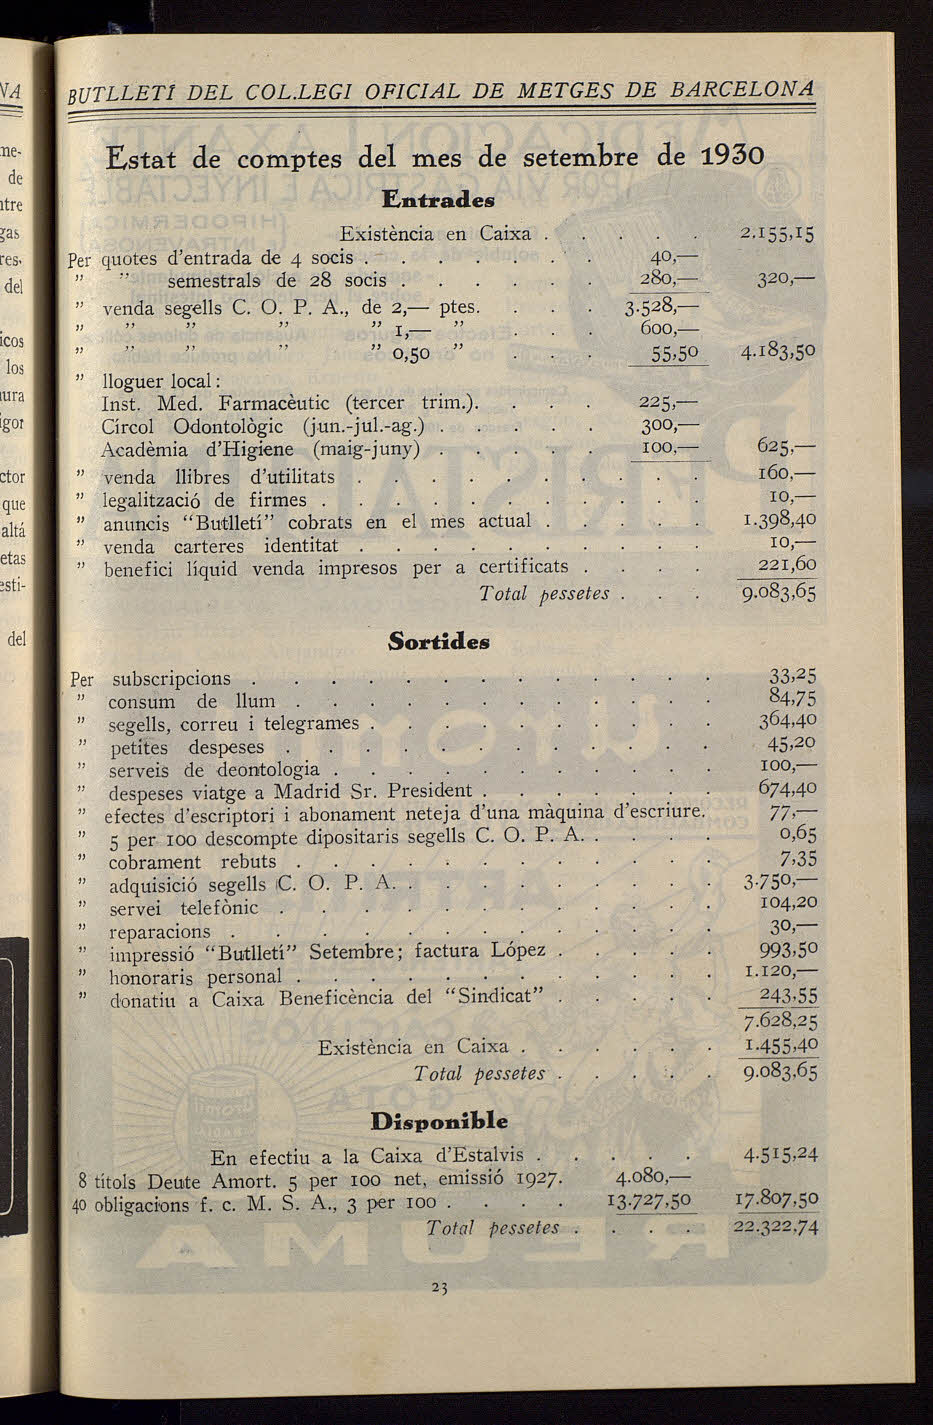 BUTLLETÍ DEL COL.LEGI OFICIAL DE METGES DE BARCELONA
Estat de comptes del mes de setembre de 1930
Entrades
Existència en Caixa . . . . . 2.155,15
Per quotes d'entrada de 4 socis . . . . . . . 40,—
" " semestrals de 28 socis . . . . . . 280,— 320,—
" venda segells C. O. P. A., de 2,— ptes. . . . 3.528,—
" " " " " 1,— " . . . 600,—
" " " " " 0,50 " . . . 55,50 4.183,50
" lloguer local :
Inst. Med. Farmacèutic (tercer trim.). . . . 225,—
Círcol Odontològic (jun.-jul.-ag.) . . . . . 300,—
Acadèmia d'Higiene (maig-juny) . . . . . 100,— 625,—
" venda llibres d'utilitats . . . . . . . . . . 160,—
" legalització de firmes . . . . . . . . . . . 10,—
" anuncis "Butlletí" cobrats en el mes actual . . . . . 1.398,40
" venda carteres identitat . . . . . . . . . . 10,—
" benefici líquid venda impresos per a certificats . . . . 221,60
Total pessetes . . . 9.083,65
Sortides
Per subscripcions . . . . . . . . . . . . . 33,25
" consum de llum . . . . . . . . . . . . 84,75
" segells, correu i telegrames . . . . . . . . . . 364,40
" petites despeses . . . . . . . . . . . . 45,20
" serveis de deontologia . . . . . . . . . . . 100,—
" despeses viatge a Madrid Sr. President . . . . . . . 674,40
" efectes d'escriptori i abonament neteja d'una màquina d'escriure. 77,—
" 5 per 100 descompte dipositaris segells C. O. P. A. . . . . 0,65
" cobrament rebuts . . . . . . . . . . . . 7,35
" adquisició segells C. O. P. A. . . . . . . . . . 3.750,—
" servei telefònic . . . . . . . . . . . . 104,20
" reparacions . . . . . . . . . . . . . . 30,—
" impressió "Butlletí" Setembre; factura López . . . . . 993,50
" honoraris personal . . . . . . . . . . . . 1.120,—
" donatiu a Caixa Beneficència del "Sindicat" . . . . . 243,55
7.628,25
Existència en Caixa . . . . . . 1.455,40
Total pessetes . . . . . 9.083,65
Disponible
En efectiu a la Caixa d'Estalvis . . . . . 4.515,24
8 títols Deute Amort. 5 per 100 net, emissió 1927. 4.080,—
40 obligacions f. c. M. S. A., 3 per 100 . . . . 13.727,50 17.807,50
Total pessetes . . . . 22.322,74
23